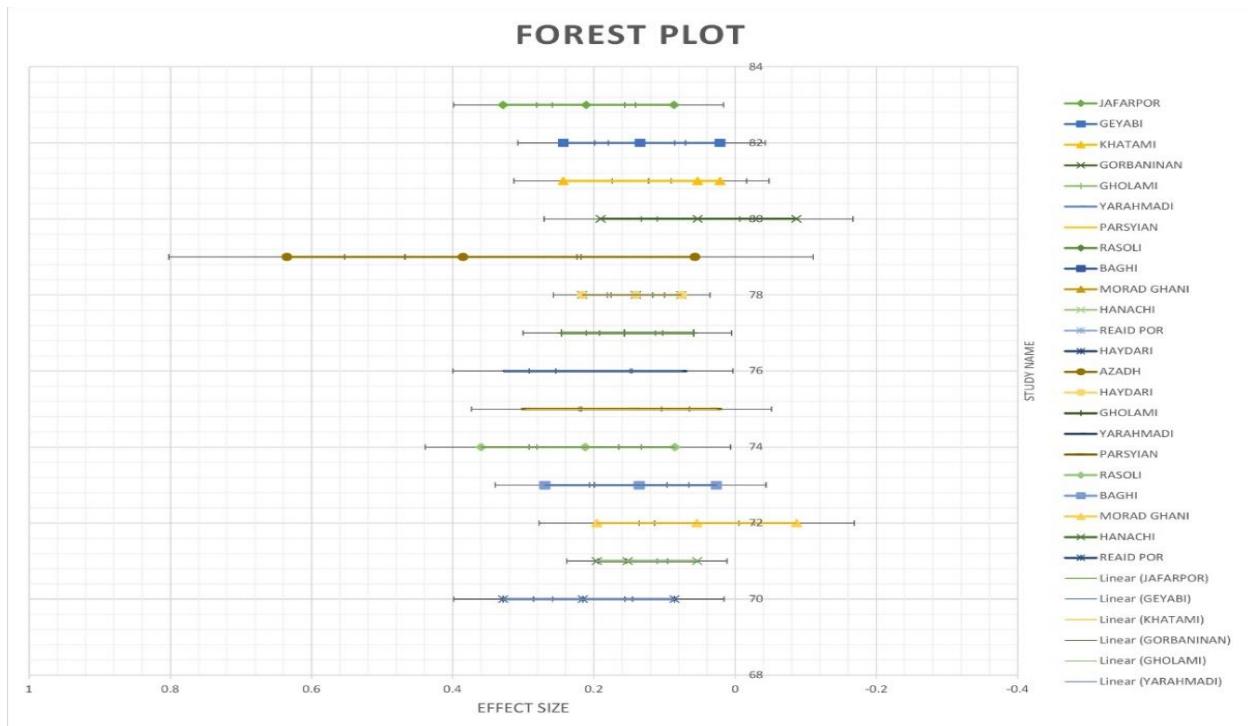 FOREST PLOT
84
82
80
78
76
74
72
70
68
1 0.8 0.6 0.4 0.2 0 -0.2 -0.4
EFFECT SIZE
STUDY NAME
JAFARPOR
GEYABI
KHATAMI
GORBANINAN
GHOLAMI
YARAHMADI
PARSYIAN
RASOLI
BAGHI
MORAD GHANI
HANACHI
REAID POR
HAYDARI
AZADH
HAYDARI
GHOLAMI
YARAHMADI
PARSYIAN
RASOLI
BAGHI
MORAD GHANI
HANACHI
REAID POR
Linear (JAFARPOR)
Linear (GEYABI)
Linear (KHATAMI)
Linear (GORBANINAN)
Linear (GHOLAMI)
Linear (YARAHMADI)